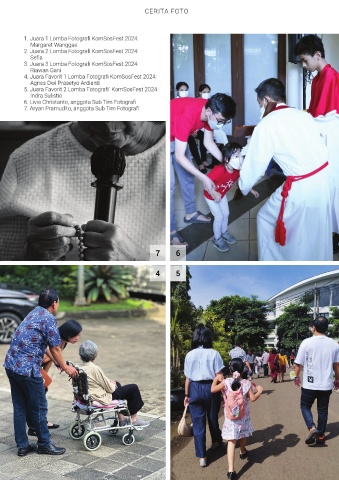 CERITA FOTO
1. Juara 1 Lomba Fotografi KomSosFest 2024:
Margaret Wanggae
2. Juara 2 Lomba Fotografi KomSosFest 2024:
Sefia
3. Juara 3 Lomba Fotografi KomSosFest 2024:
Riawan Gani
4. Juara Favorit 1 Lomba Fotografi KomSosFest 2024:
Agnes Dwi Prasetyo Ardianti
5. Juara Favorit 2 Lomba Fotografi KomSosFest 2024:
Indra Sulistio
6. Livia Christanto, anggota Sub Tim Fotografi
7. Aryan Pramudito, anggota Sub Tim Fotografi
7
6
4
5